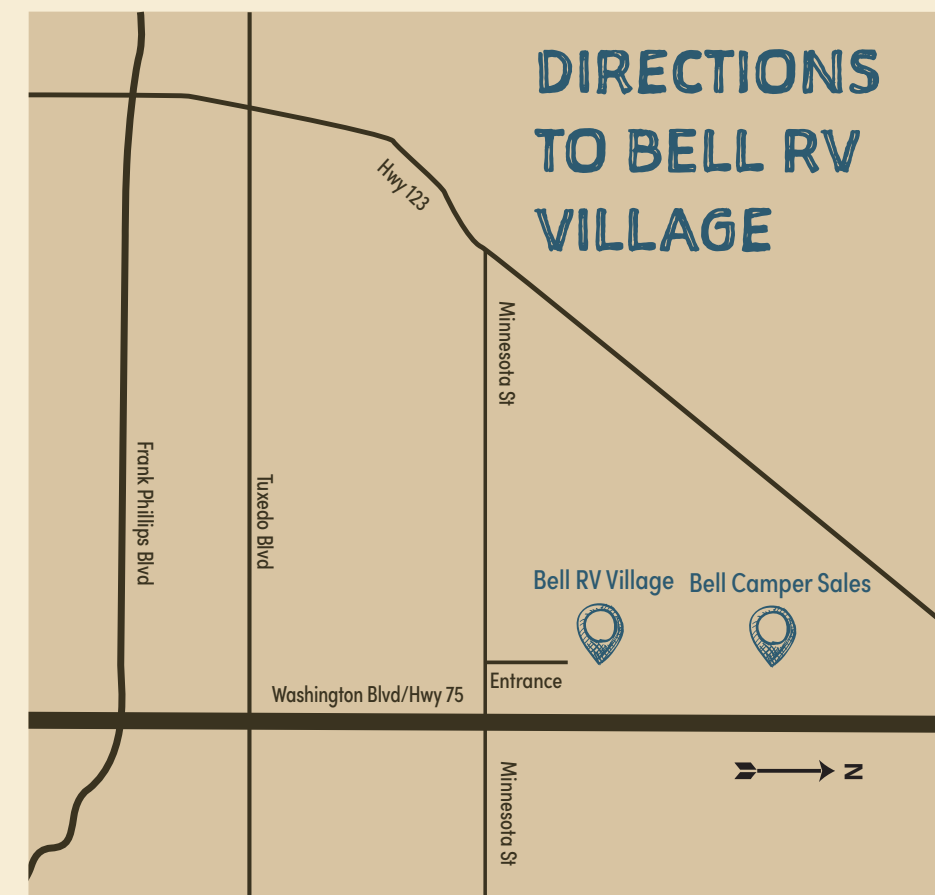 DIRECTIONS
TO BELL RV
VILLAGE
Hwy 123
Minnesota St
Frank Phillips Blvd
Tuxedo Blvd
Bell RV Village
Bell Camper Sales
Entrance
Washington Blvd/Hwy 75
Minnesota St
N